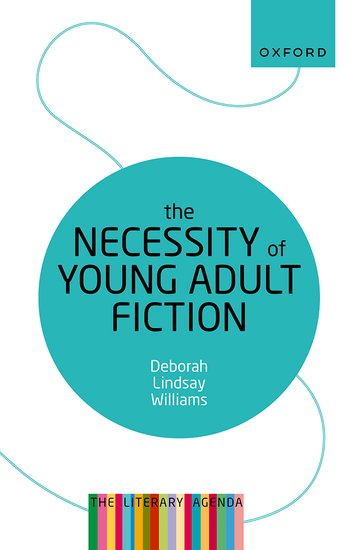 OXFORD
the
NECESSITY of
YOUNG ADULT
FICTION
Deborah
Lindsay
Williams
THE LITERARY AGENDA